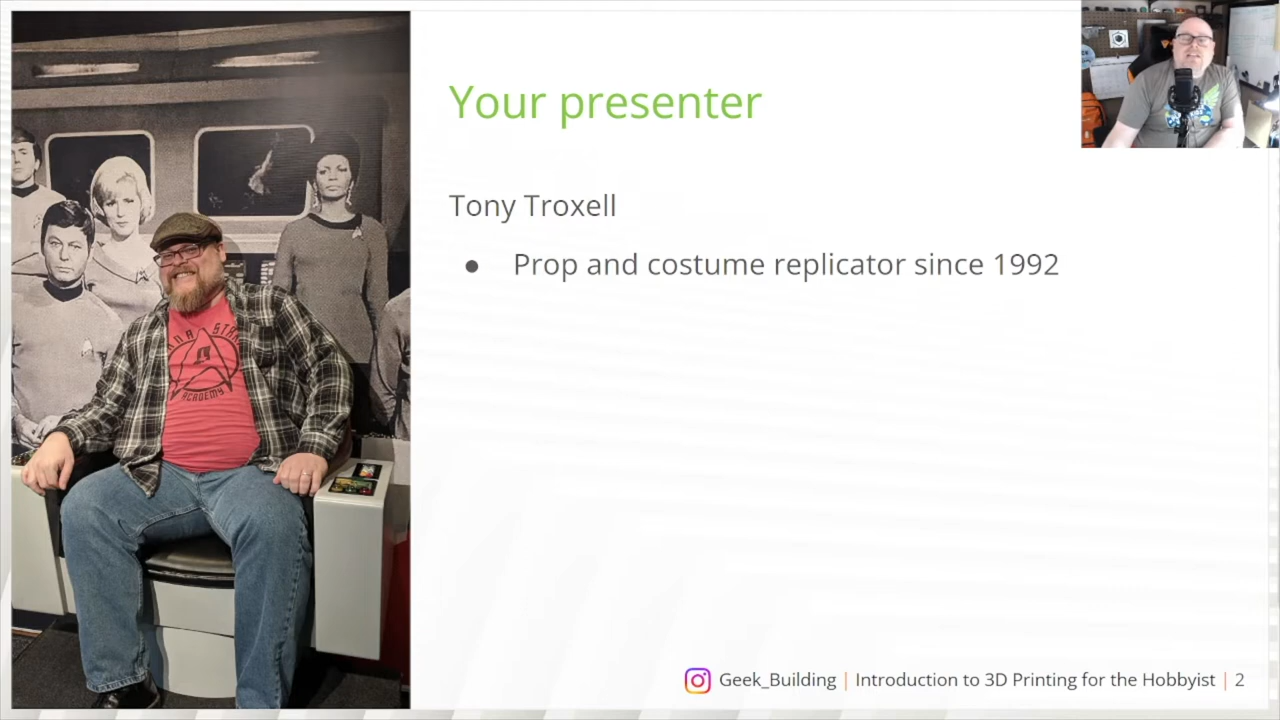 Your presenter
Tony Troxell
● Prop and costume replicator since 1992
ACADEMY
Geek_Building | Introduction to 3D Printing for the Hobbyist | 2